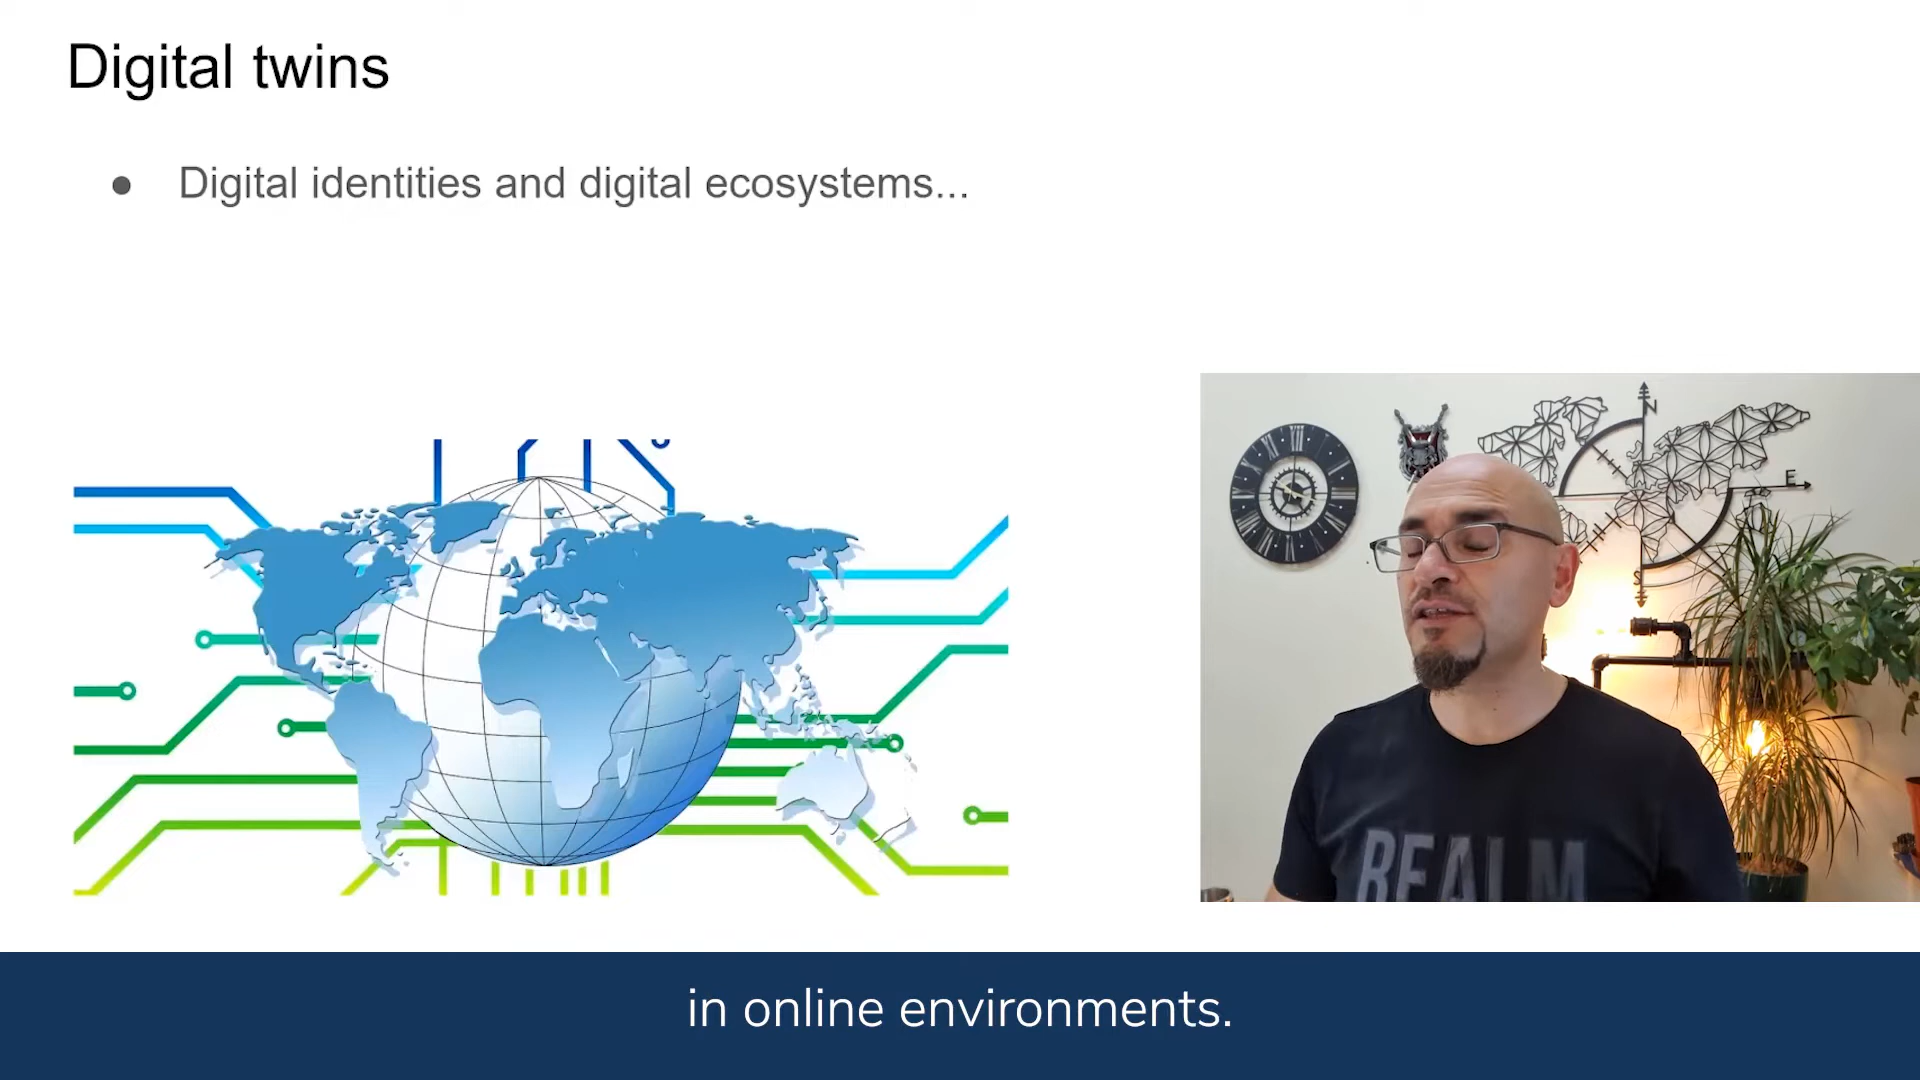 Digital twins
● Digital identities and digital ecosystems...
N
E
S
REALM
in online environments.